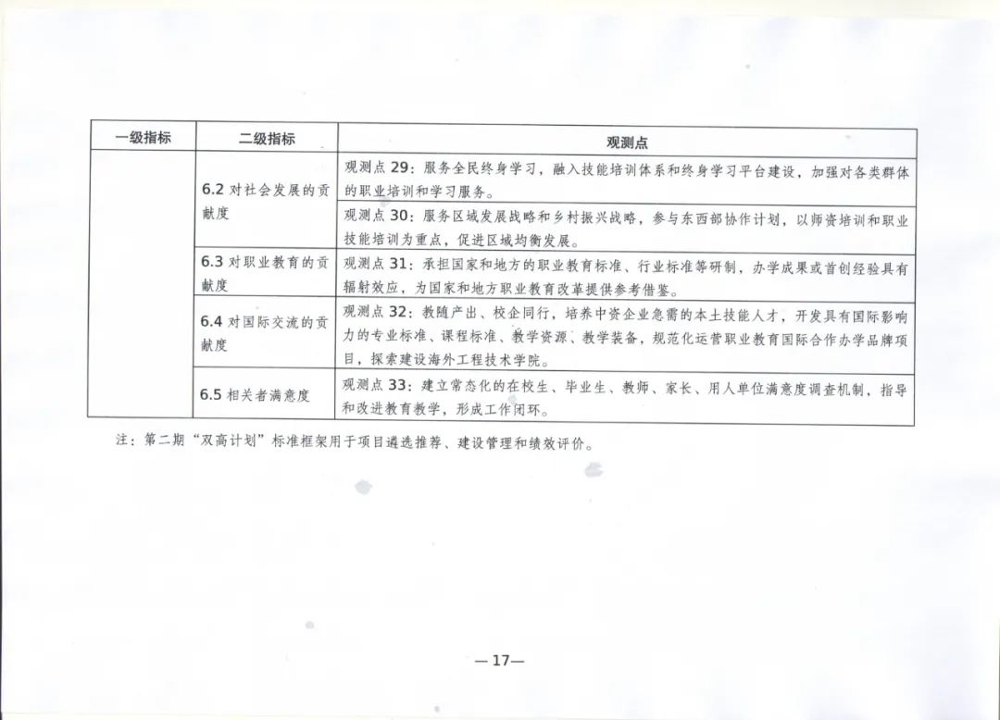 一级指标
二级指标
观测点
6.2 对社会发展的贡
献度
观测点 29：服务全民终身学习，融入技能培训体系和终身学习平台建设，加强对各类群体
的职业培训和学习服务。
观测点 30：服务区域发展战略和乡村振兴战略，参与东西部协作计划，以师资培训和职业
技能培训为重点，促进区域均衡发展。
6.3 对职业教育的贡
献度
观测点 31：承担国家和地方的职业教育标准、行业标准等研制，办学成果或首创经验具有
辐射效应，为国家和地方职业教育改革提供参考借鉴。
6.4 对国际交流的贡
献度
观测点 32：教随产出、校企同行，培养中资企业急需的本土技能人才，开发具有国际影响
力的专业标准、课程标准、教学资源、教学装备，规范化运营职业教育国际合作办学品牌项
目，探索建设海外工程技术学院。
6.5 相关者满意度
观测点 33：建立常态化的在校生、毕业生、教师、家长、用人单位满意度调查机制，指导
和改进教育教学，形成工作闭环。
注：第二期“双高计划”标准框架用于项目遴选推荐、建设管理和绩效评价。
— 17—